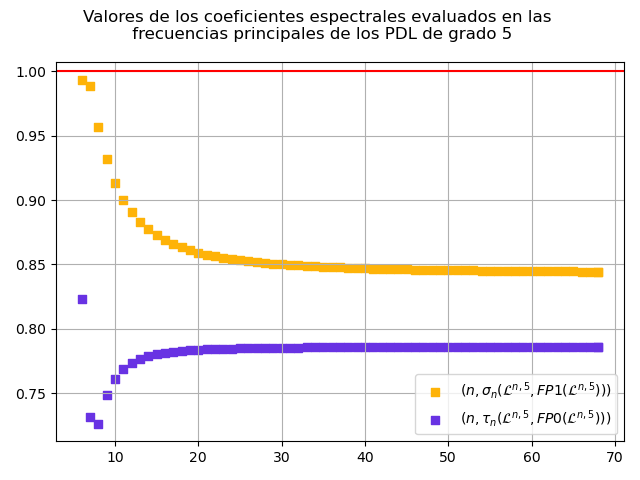 Valores de los coeficientes espectrales evaluados en las
frecuencias principales de los PDL de grado 5
1.00
0.95
0.90
0.85
0.80
0.75
10 20 30 40 50 60 70
(n, σₙ(ℒⁿ,⁵, FP1(ℒⁿ,⁵)))
(n, τₙ(ℒⁿ,⁵, FP0(ℒⁿ,⁵)))